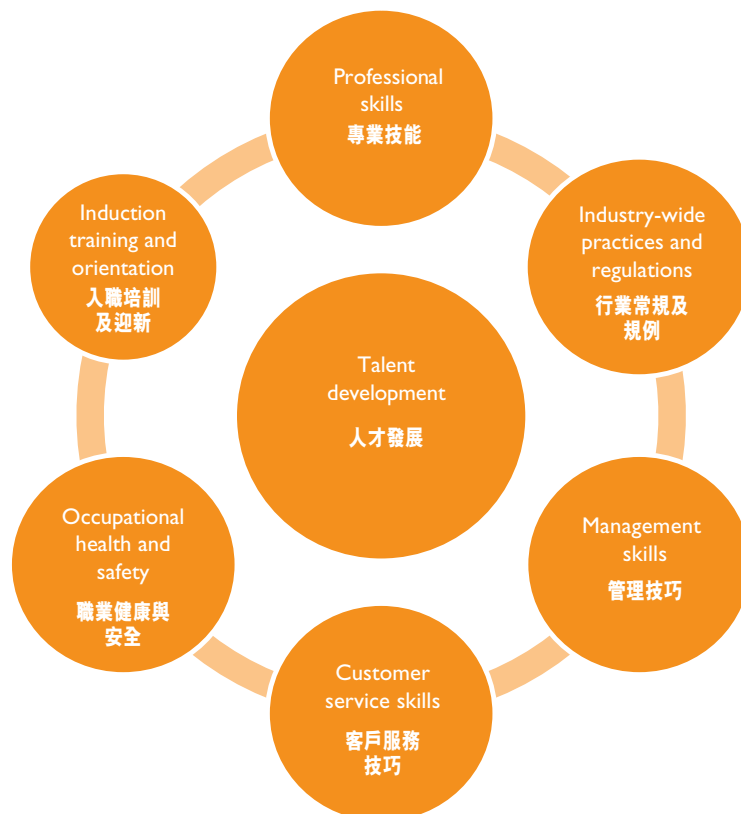 Professional
skills
專業技能
Industry-wide
practices and
regulations
行業常規及
規例
Management
skills
管理技巧
Customer
service skills
客戶服務
技巧
Occupational
health and
safety
職業健康與
安全
Induction
training and
orientation
入職培訓
及迎新
Talent
development
人才發展